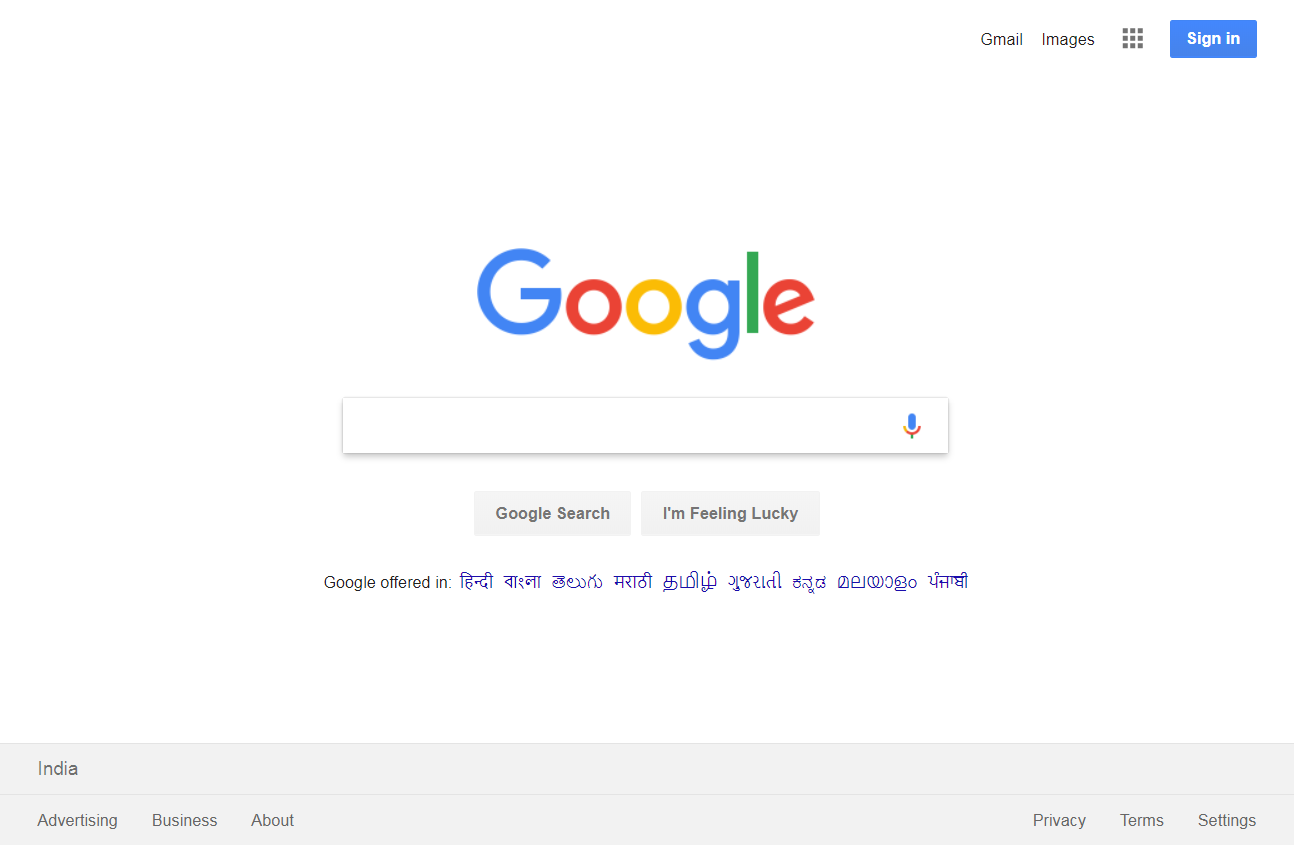 Gmail Images Sign in
Google
Google Search I'm Feeling Lucky
Google offered in: हिन्दी বাংলা తెలుగు मराठी தமிழ் ગુજરાતી ಕನ್ನಡ മലയാളം ਪੰਜਾਬੀ
India
Advertising Business About Privacy Terms Settings